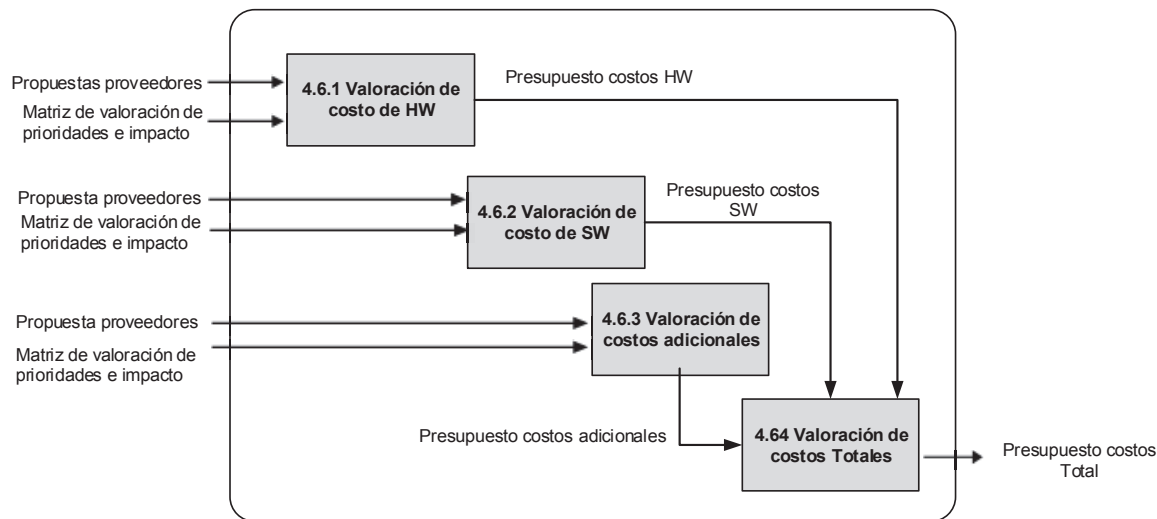 Propuestas proveedores
Matriz de valoración de
prioridades e impacto
4.6.1 Valoración de
costo de HW
Presupuesto costos HW
Propuesta proveedores
Matriz de valoración de
prioridades e impacto
4.6.2 Valoración de
costo de SW
Presupuesto costos
SW
Propuesta proveedores
Matriz de valoración de
prioridades e impacto
4.6.3 Valoración de
costos adicionales
Presupuesto costos adicionales
4.64 Valoración de
costos Totales
Presupuesto costos
Total